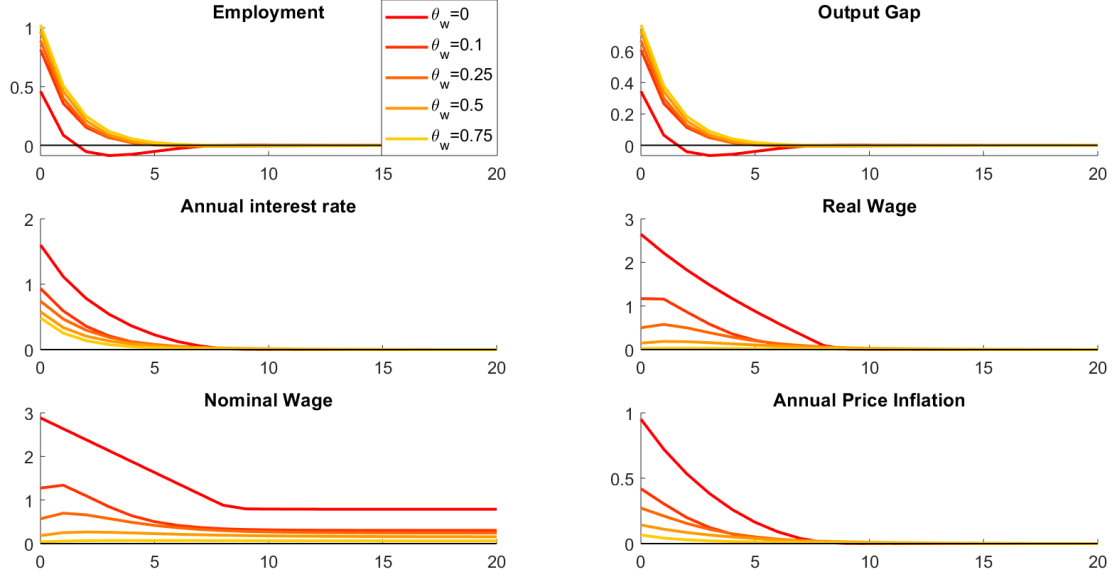 Employment
1
0.5
0
0 5 10 15 20
θw=0
θw=0.1
θw=0.25
θw=0.5
θw=0.75
Output Gap
0.6
0.4
0.2
0
0 5 10 15 20
Annual interest rate
2
1
0
0 5 10 15 20
Real Wage
3
2
1
0
0 5 10 15 20
Nominal Wage
3
2
1
0
0 5 10 15 20
Annual Price Inflation
1
0.5
0
0 5 10 15 20